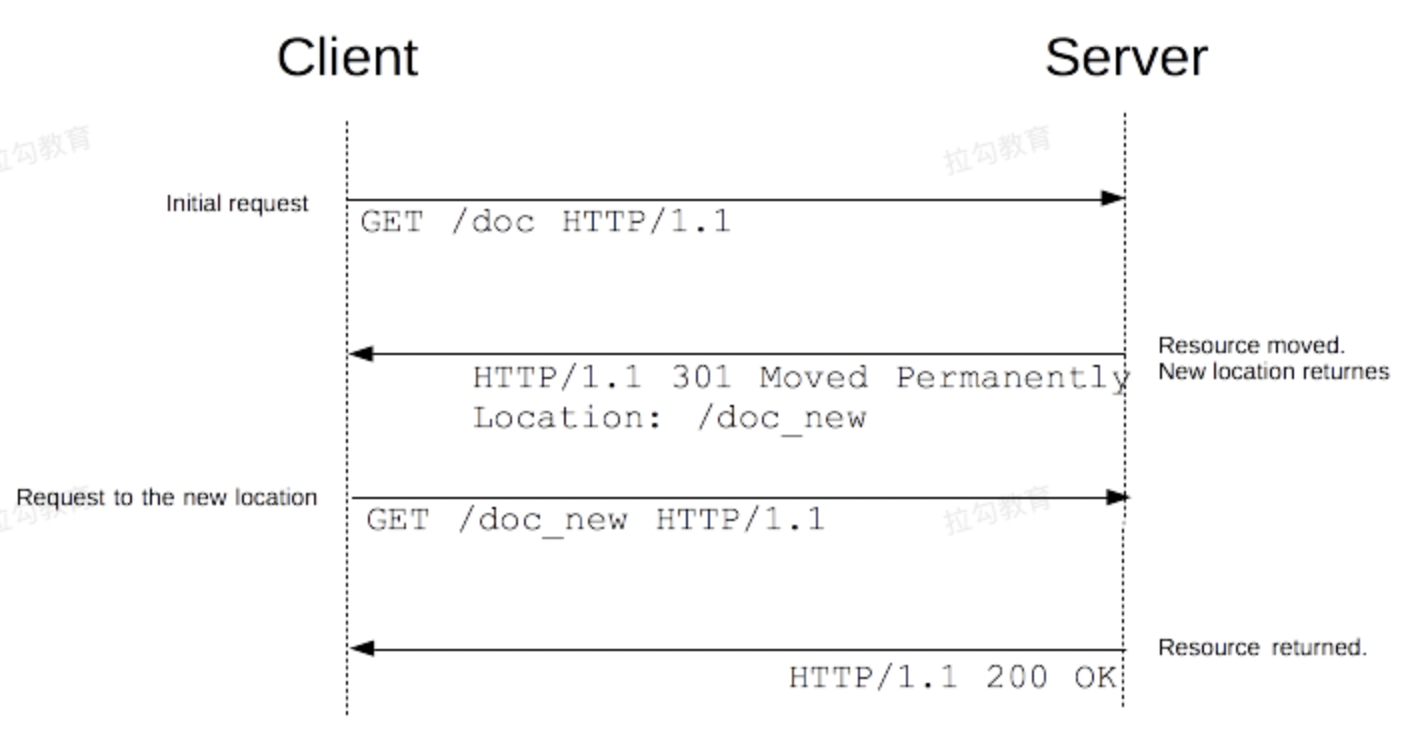 Client
Server
拉勾教育
拉勾教育
Initial request
GET /doc HTTP/1.1
Resource moved.
HTTP/1.1 301 Moved Permanently
New location returnes
Location: /doc_new
Request to the new location
拉勾教育
拉勾教育
GET /doc_new HTTP/1.1
Resource returned.
HTTP/1.1 200 OK